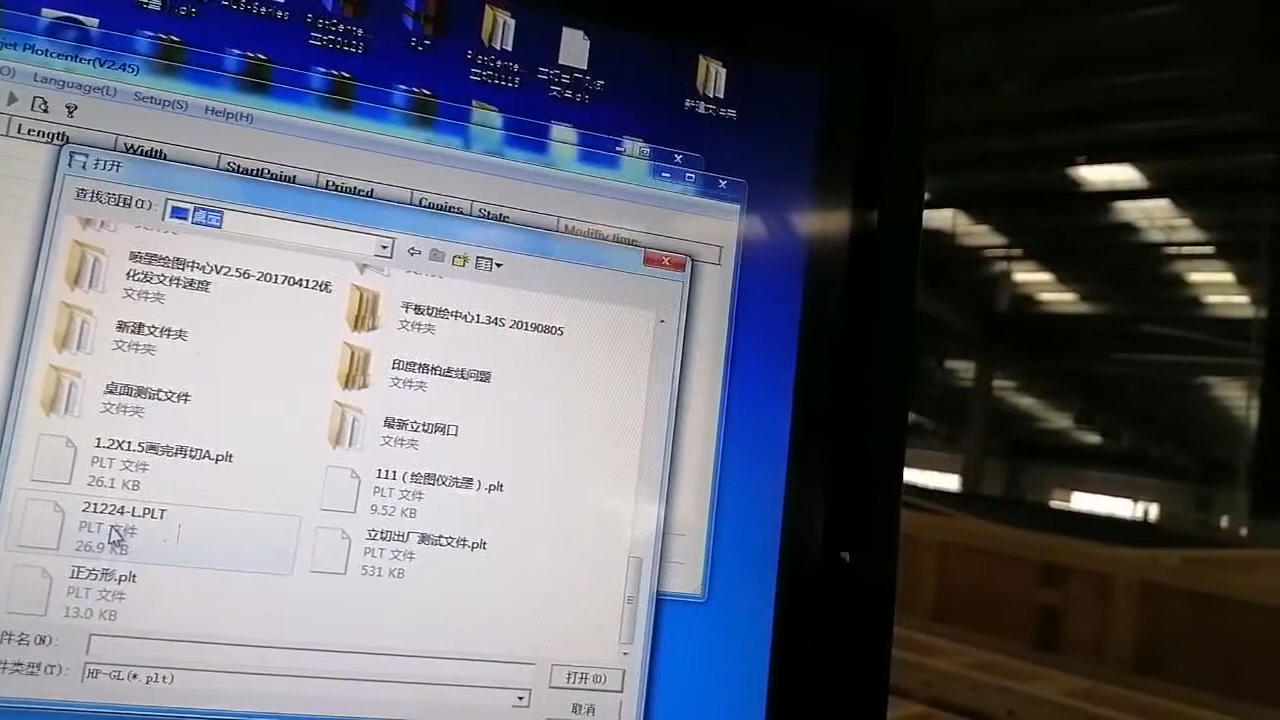 PLT
jet Plotcenter(V2.45)
Language(L) Setup(S) Help(H)
Length Width StartPoint Printed Copies State Modifiy time
打开
查找范围(I):
桌面
喷墨绘图中心V2.56-20170412优
化发文件速度
文件夹
平板切绘中心1.34S 20190805
文件夹
新建文件夹
文件夹
印度格柏虚线问题
文件夹
桌面测试文件
文件夹
最新立切网口
文件夹
1.2X1.5画完再切A.plt
PLT 文件
26.1 KB
111（绘图仪洗墨）.plt
PLT 文件
9.52 KB
21224-L.PLT
PLT 文件
26.9 KB
立切出厂测试文件.plt
PLT 文件
531 KB
正方形.plt
PLT 文件
13.0 KB
件名(N):
件类型(T):
HP-GL(*.plt)
打开(O)
取消